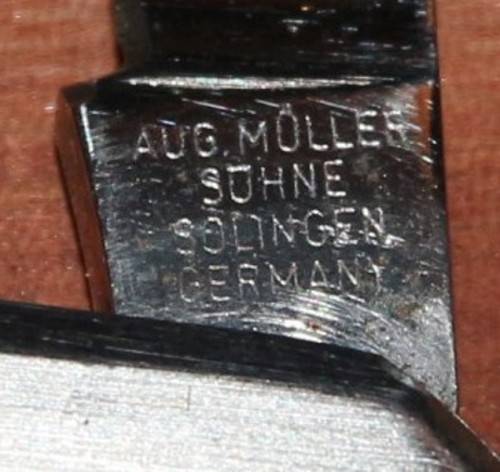 AUG. MÜLLER
SÖHNE
SOLINGEN
GERMANY